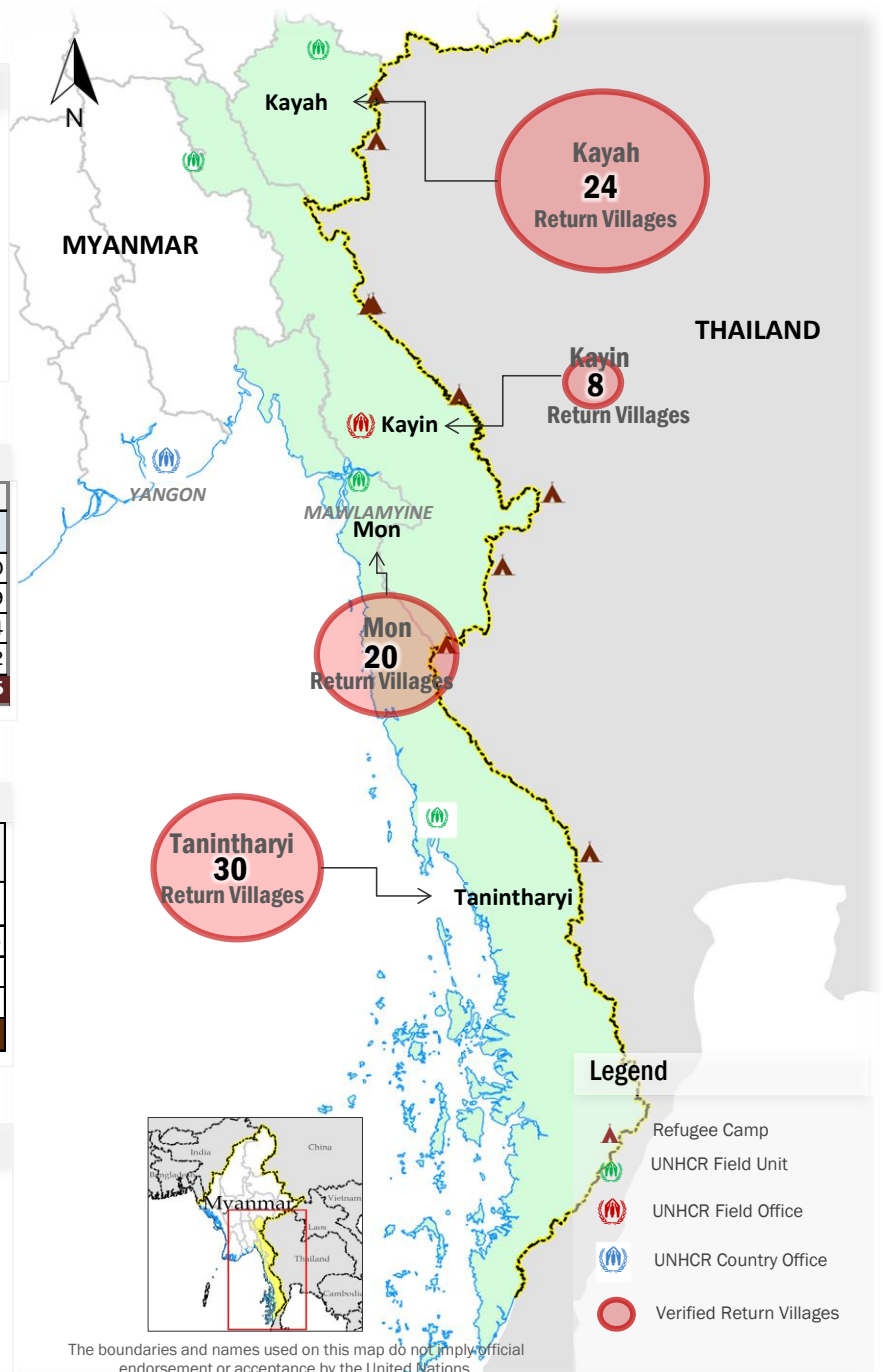 N
Kayah
Kayah
24
Return Villages
MYANMAR
THAILAND
Kayin
8
Return Villages
Kayin
YANGON
MAWLAMYINE
Mon
Mon
20
Return Villages
Tanintharyi
30
Return Villages
Tanintharyi
Legend
Refugee Camp
UNHCR Field Unit
UNHCR Field Office
UNHCR Country Office
Verified Return Villages
India
China
Bangladesh
Myanmar
Vietnam
Laos
Thailand
Cambodia
The boundaries and names used on this map do not imply official
endorsement or acceptance by the United Nations